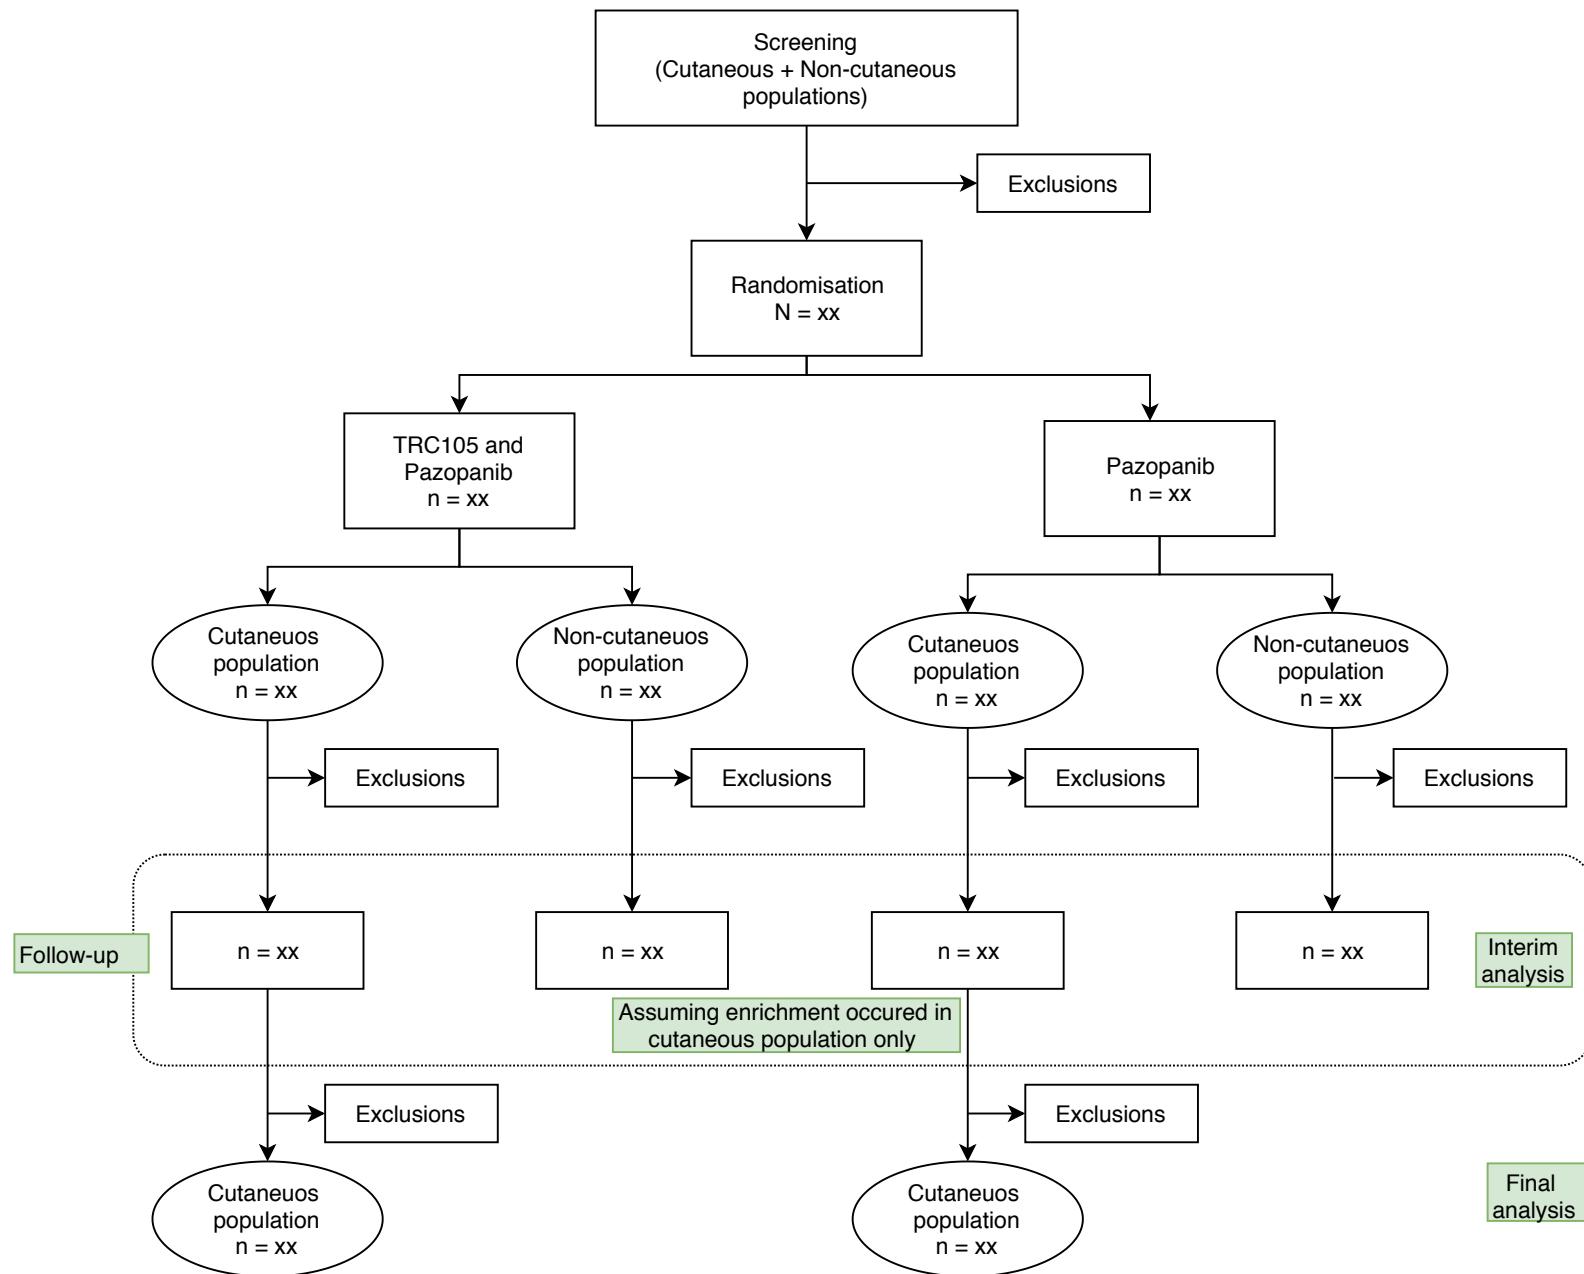 Screening
(Cutaneous + Non-cutaneous
populations)
Exclusions
Randomisation
N = xx
TRC105 and
Pazopanib
n = xx
Pazopanib
n = xx
Cutaneuos
population
n = xx
Non-cutaneuos
population
n = xx
Cutaneuos
population
n = xx
Non-cutaneuos
population
n = xx
Exclusions
Exclusions
Exclusions
Exclusions
Follow-up
n = xx
n = xx
n = xx
n = xx
Interim
analysis
Assuming enrichment occured in
cutaneous population only
Exclusions
Exclusions
Cutaneuos
population
n = xx
Cutaneuos
population
n = xx
Final
analysis